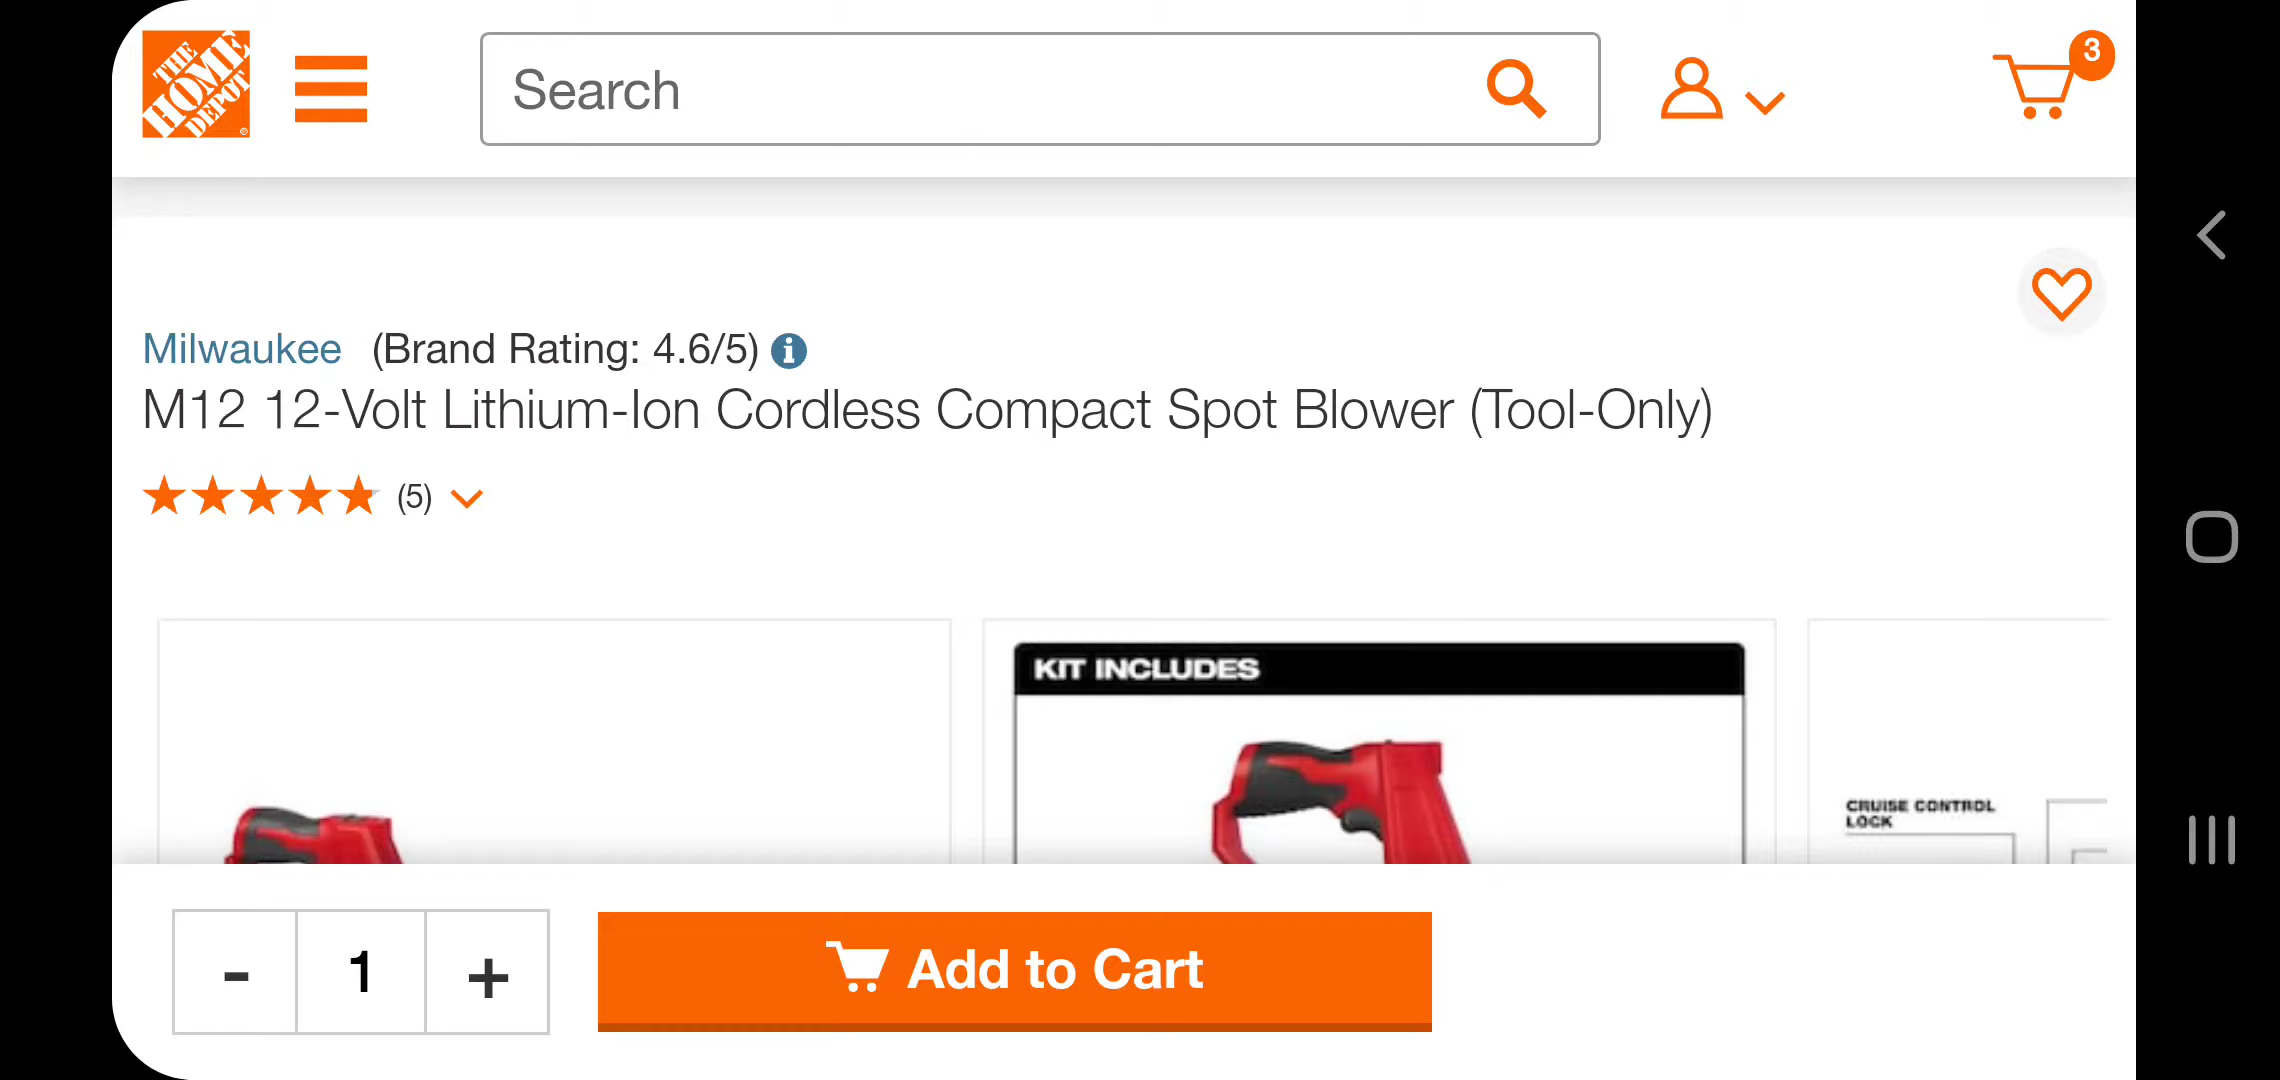 THE HOME DEPOT
Search
3
Milwaukee (Brand Rating: 4.6/5)
M12 12-Volt Lithium-Ion Cordless Compact Spot Blower (Tool-Only)
(5)
KIT INCLUDES
CRUISE CONTROL
LOCK
- 1 +
Add to Cart